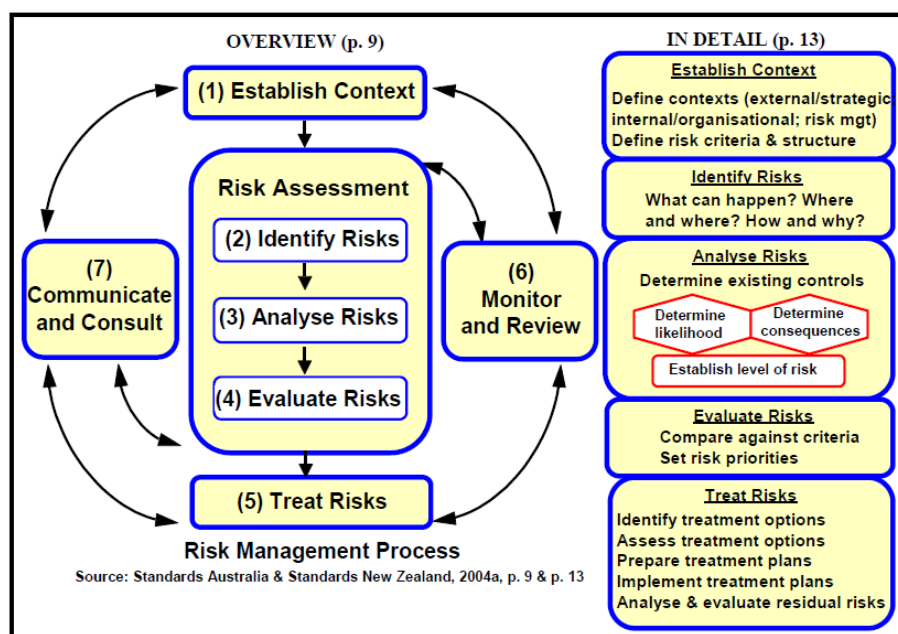 OVERVIEW (p. 9)
(1) Establish Context
Risk Assessment
(2) Identify Risks
(3) Analyse Risks
(4) Evaluate Risks
(7)
Communicate
and Consult
(6)
Monitor
and Review
(5) Treat Risks
Risk Management Process
Source: Standards Australia & Standards New Zealand, 2004a, p. 9 & p. 13
IN DETAIL (p. 13)
Establish Context
Define contexts (external/strategic
internal/organisational; risk mgt)
Define risk criteria & structure
Identify Risks
What can happen? Where
and where? How and why?
Analyse Risks
Determine existing controls
Determine
likelihood
Determine
consequences
Establish level of risk
Evaluate Risks
Compare against criteria
Set risk priorities
Treat Risks
Identify treatment options
Assess treatment options
Prepare treatment plans
Implement treatment plans
Analyse & evaluate residual risks